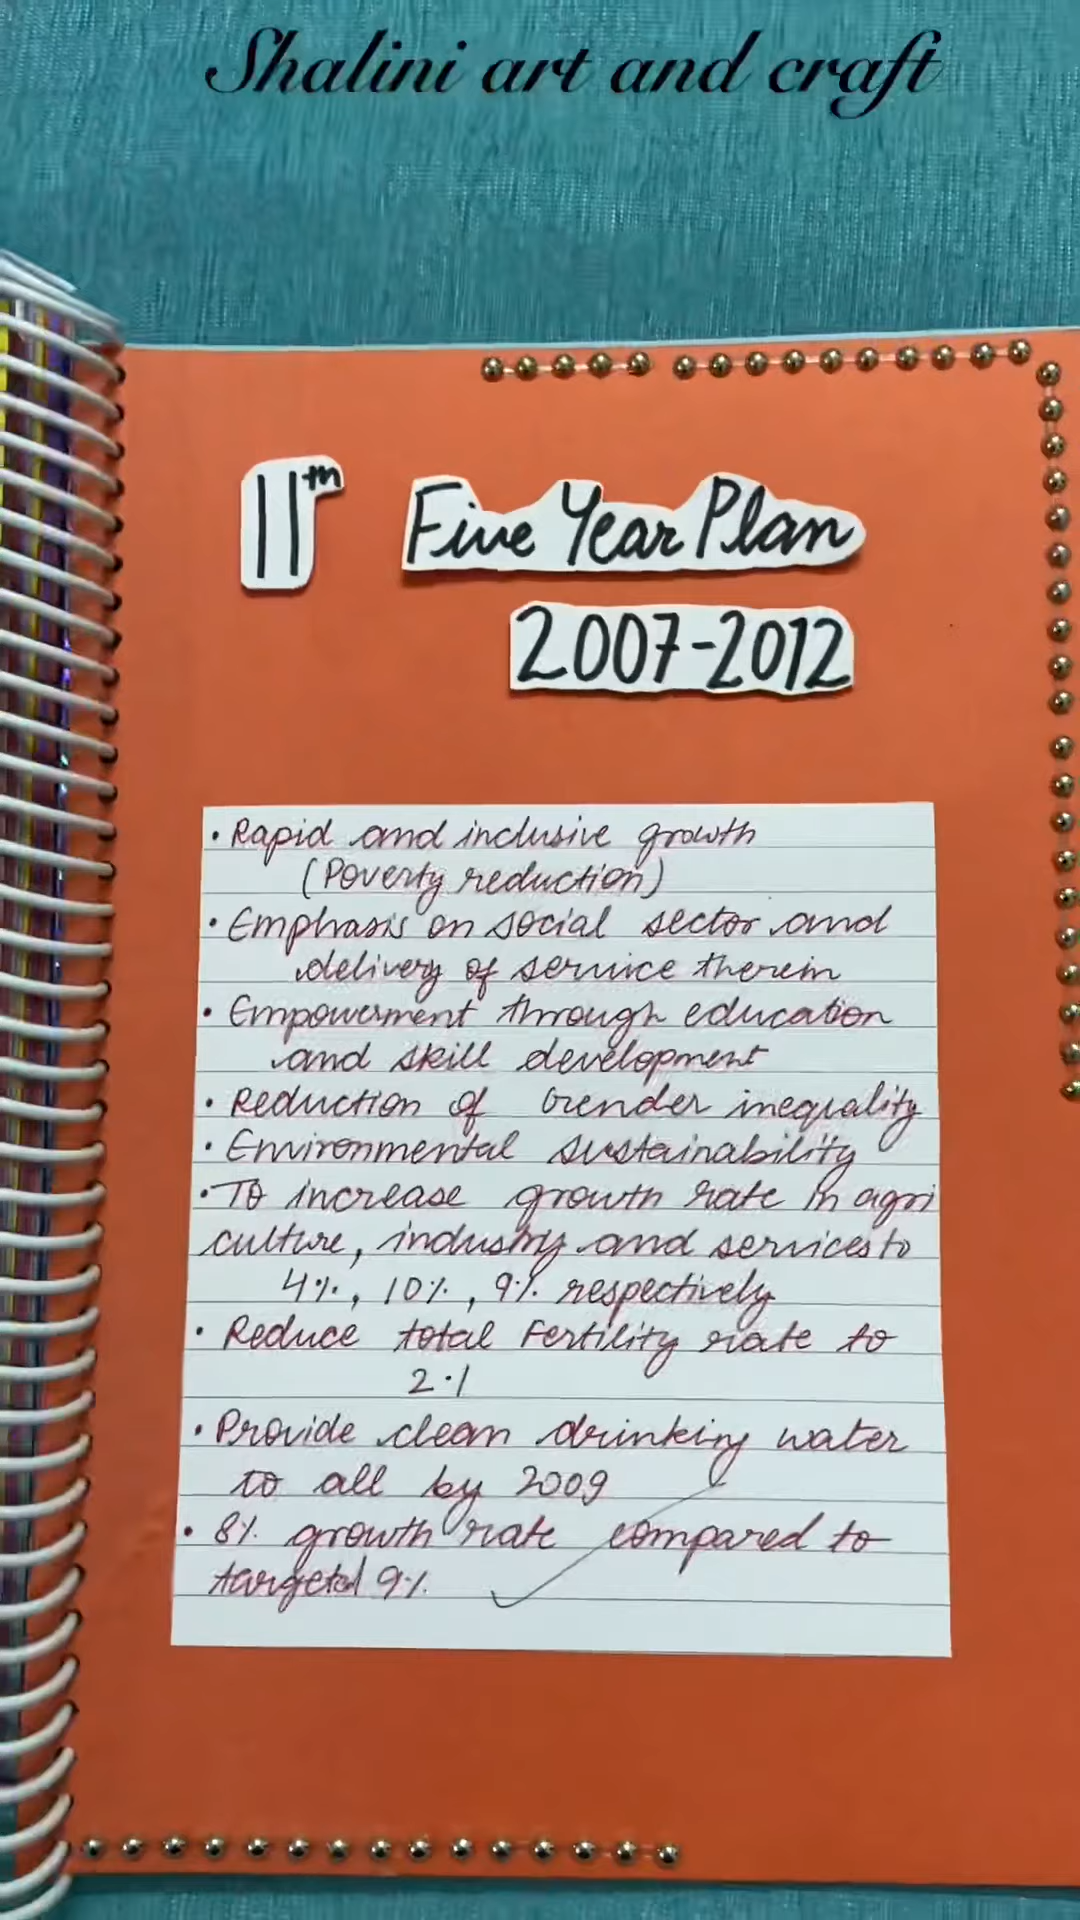 Shalini art and craft
11th Five Year Plan
2007-2012
• Rapid and inclusive growth
(Poverty reduction)
• Emphasis on social sector and
delivery of service therein
• Empowerment through education
and skill development
• Reduction of Gender inequality
• Environmental sustainability
• To increase growth rate in agri
culture, industry and services to
4%, 10%, 9% respectively
• Reduce total Fertility rate to
2.1
• Provide clean drinking water
to all by 2009
• 8% growth rate compared to
targeted 9%.